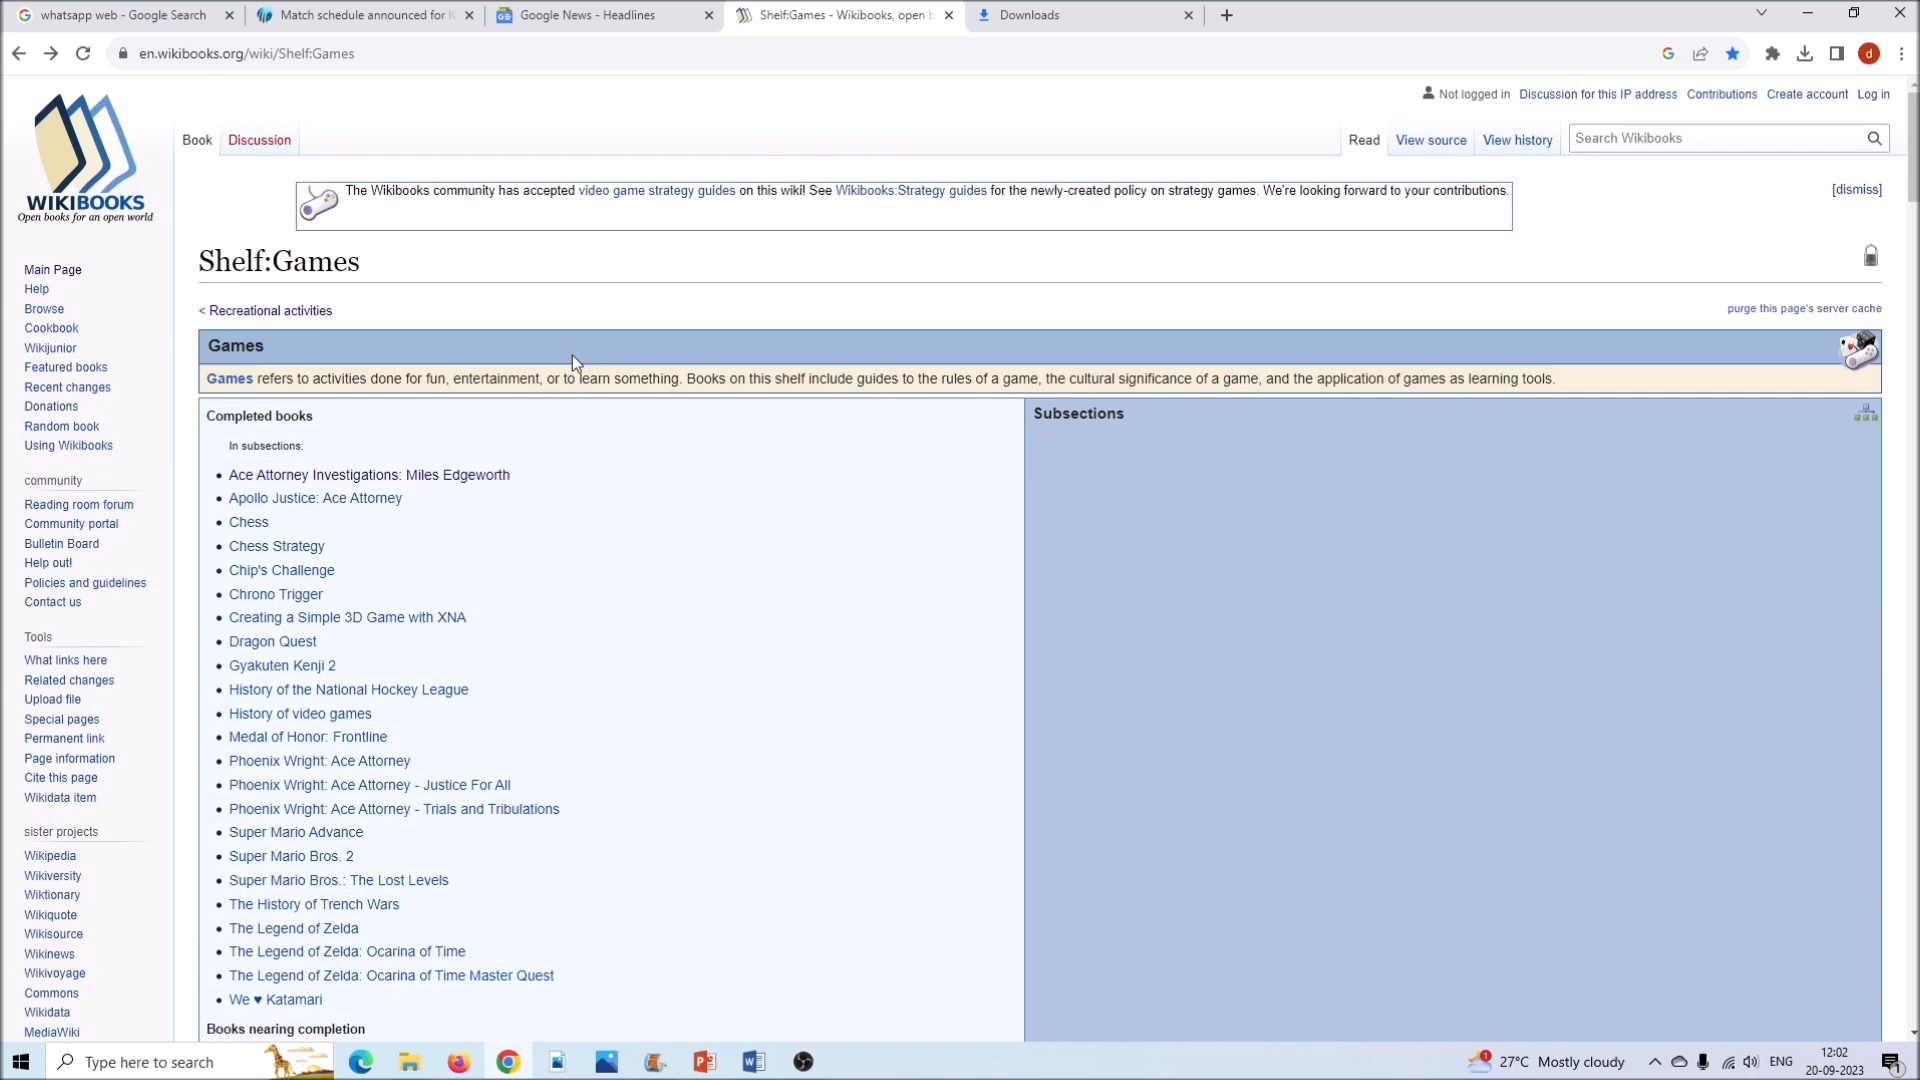 whatsapp web - Google Search
Match schedule announced for I
Google News - Headlines
Shelf:Games - Wikibooks, open b
Downloads
en.wikibooks.org/wiki/Shelf:Games
d
Not logged in Discussion for this IP address Contributions Create account Log in
Book Discussion Read View source View history Search Wikibooks
WIKIBOOKS
Open books for an open world
The Wikibooks community has accepted video game strategy guides on this wiki! See Wikibooks:Strategy guides for the newly-created policy on strategy games. We're looking forward to your contributions.
[dismiss]
Shelf:Games
< Recreational activities
purge this page's server cache
Games
Games refers to activities done for fun, entertainment, or to learn something. Books on this shelf include guides to the rules of a game, the cultural significance of a game, and the application of games as learning tools.
Main Page
Help
Browse
Cookbook
Wikijunior
Featured books
Recent changes
Donations
Random book
Using Wikibooks
community
Reading room forum
Community portal
Bulletin Board
Help out!
Policies and guidelines
Contact us
Tools
What links here
Related changes
Upload file
Special pages
Permanent link
Page information
Cite this page
Wikidata item
sister projects
Wikipedia
Wikiversity
Wiktionary
Wikiquote
Wikisource
Wikinews
Wikivoyage
Commons
Wikidata
MediaWiki
Completed books
In subsections:
Ace Attorney Investigations: Miles Edgeworth
Apollo Justice: Ace Attorney
Chess
Chess Strategy
Chip's Challenge
Chrono Trigger
Creating a Simple 3D Game with XNA
Dragon Quest
Gyakuten Kenji 2
History of the National Hockey League
History of video games
Medal of Honor: Frontline
Phoenix Wright: Ace Attorney
Phoenix Wright: Ace Attorney - Justice For All
Phoenix Wright: Ace Attorney - Trials and Tribulations
Super Mario Advance
Super Mario Bros. 2
Super Mario Bros.: The Lost Levels
The History of Trench Wars
The Legend of Zelda
The Legend of Zelda: Ocarina of Time
The Legend of Zelda: Ocarina of Time Master Quest
We ♥ Katamari
Books nearing completion
Subsections
Type here to search
27°C Mostly cloudy
ENG
12:02
20-09-2023